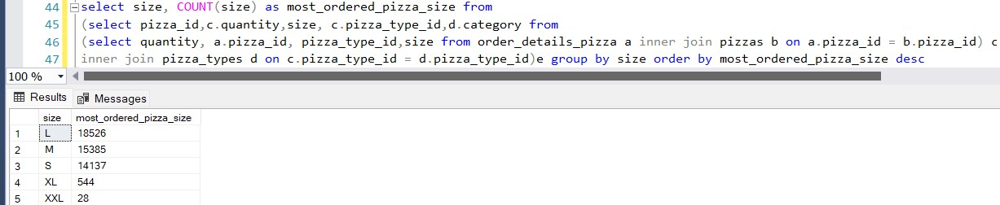 44 select size, COUNT(size) as most_ordered_pizza_size from
45 (select pizza_id,c.quantity,size, c.pizza_type_id,d.category from
46 (select quantity, a.pizza_id, pizza_type_id,size from order_details_pizza a inner join pizzas b on a.pizza_id = b.pizza_id) c
47 inner join pizza_types d on c.pizza_type_id = d.pizza_type_id)e group by size order by most_ordered_pizza_size desc
100 %
Results Messages
size most_ordered_pizza_size
1 L 18526
2 M 15385
3 S 14137
4 XL 544
5 XXL 28